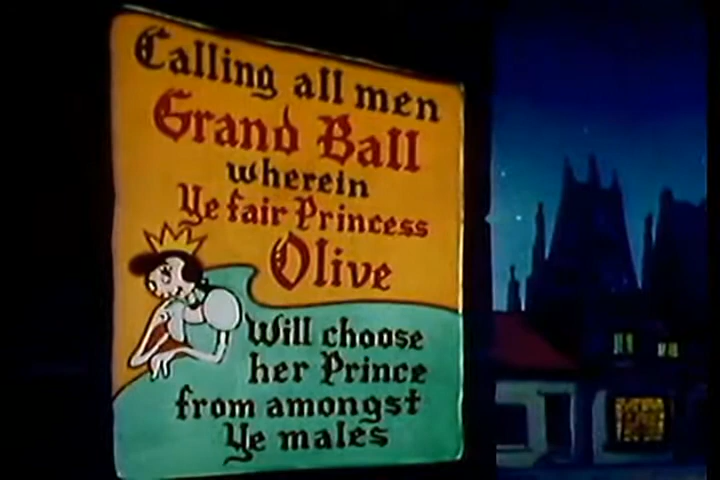 Calling all men
Grand Ball
wherein
Ye fair Princess
Olive
Will choose
her Prince
from amongst
Ye males